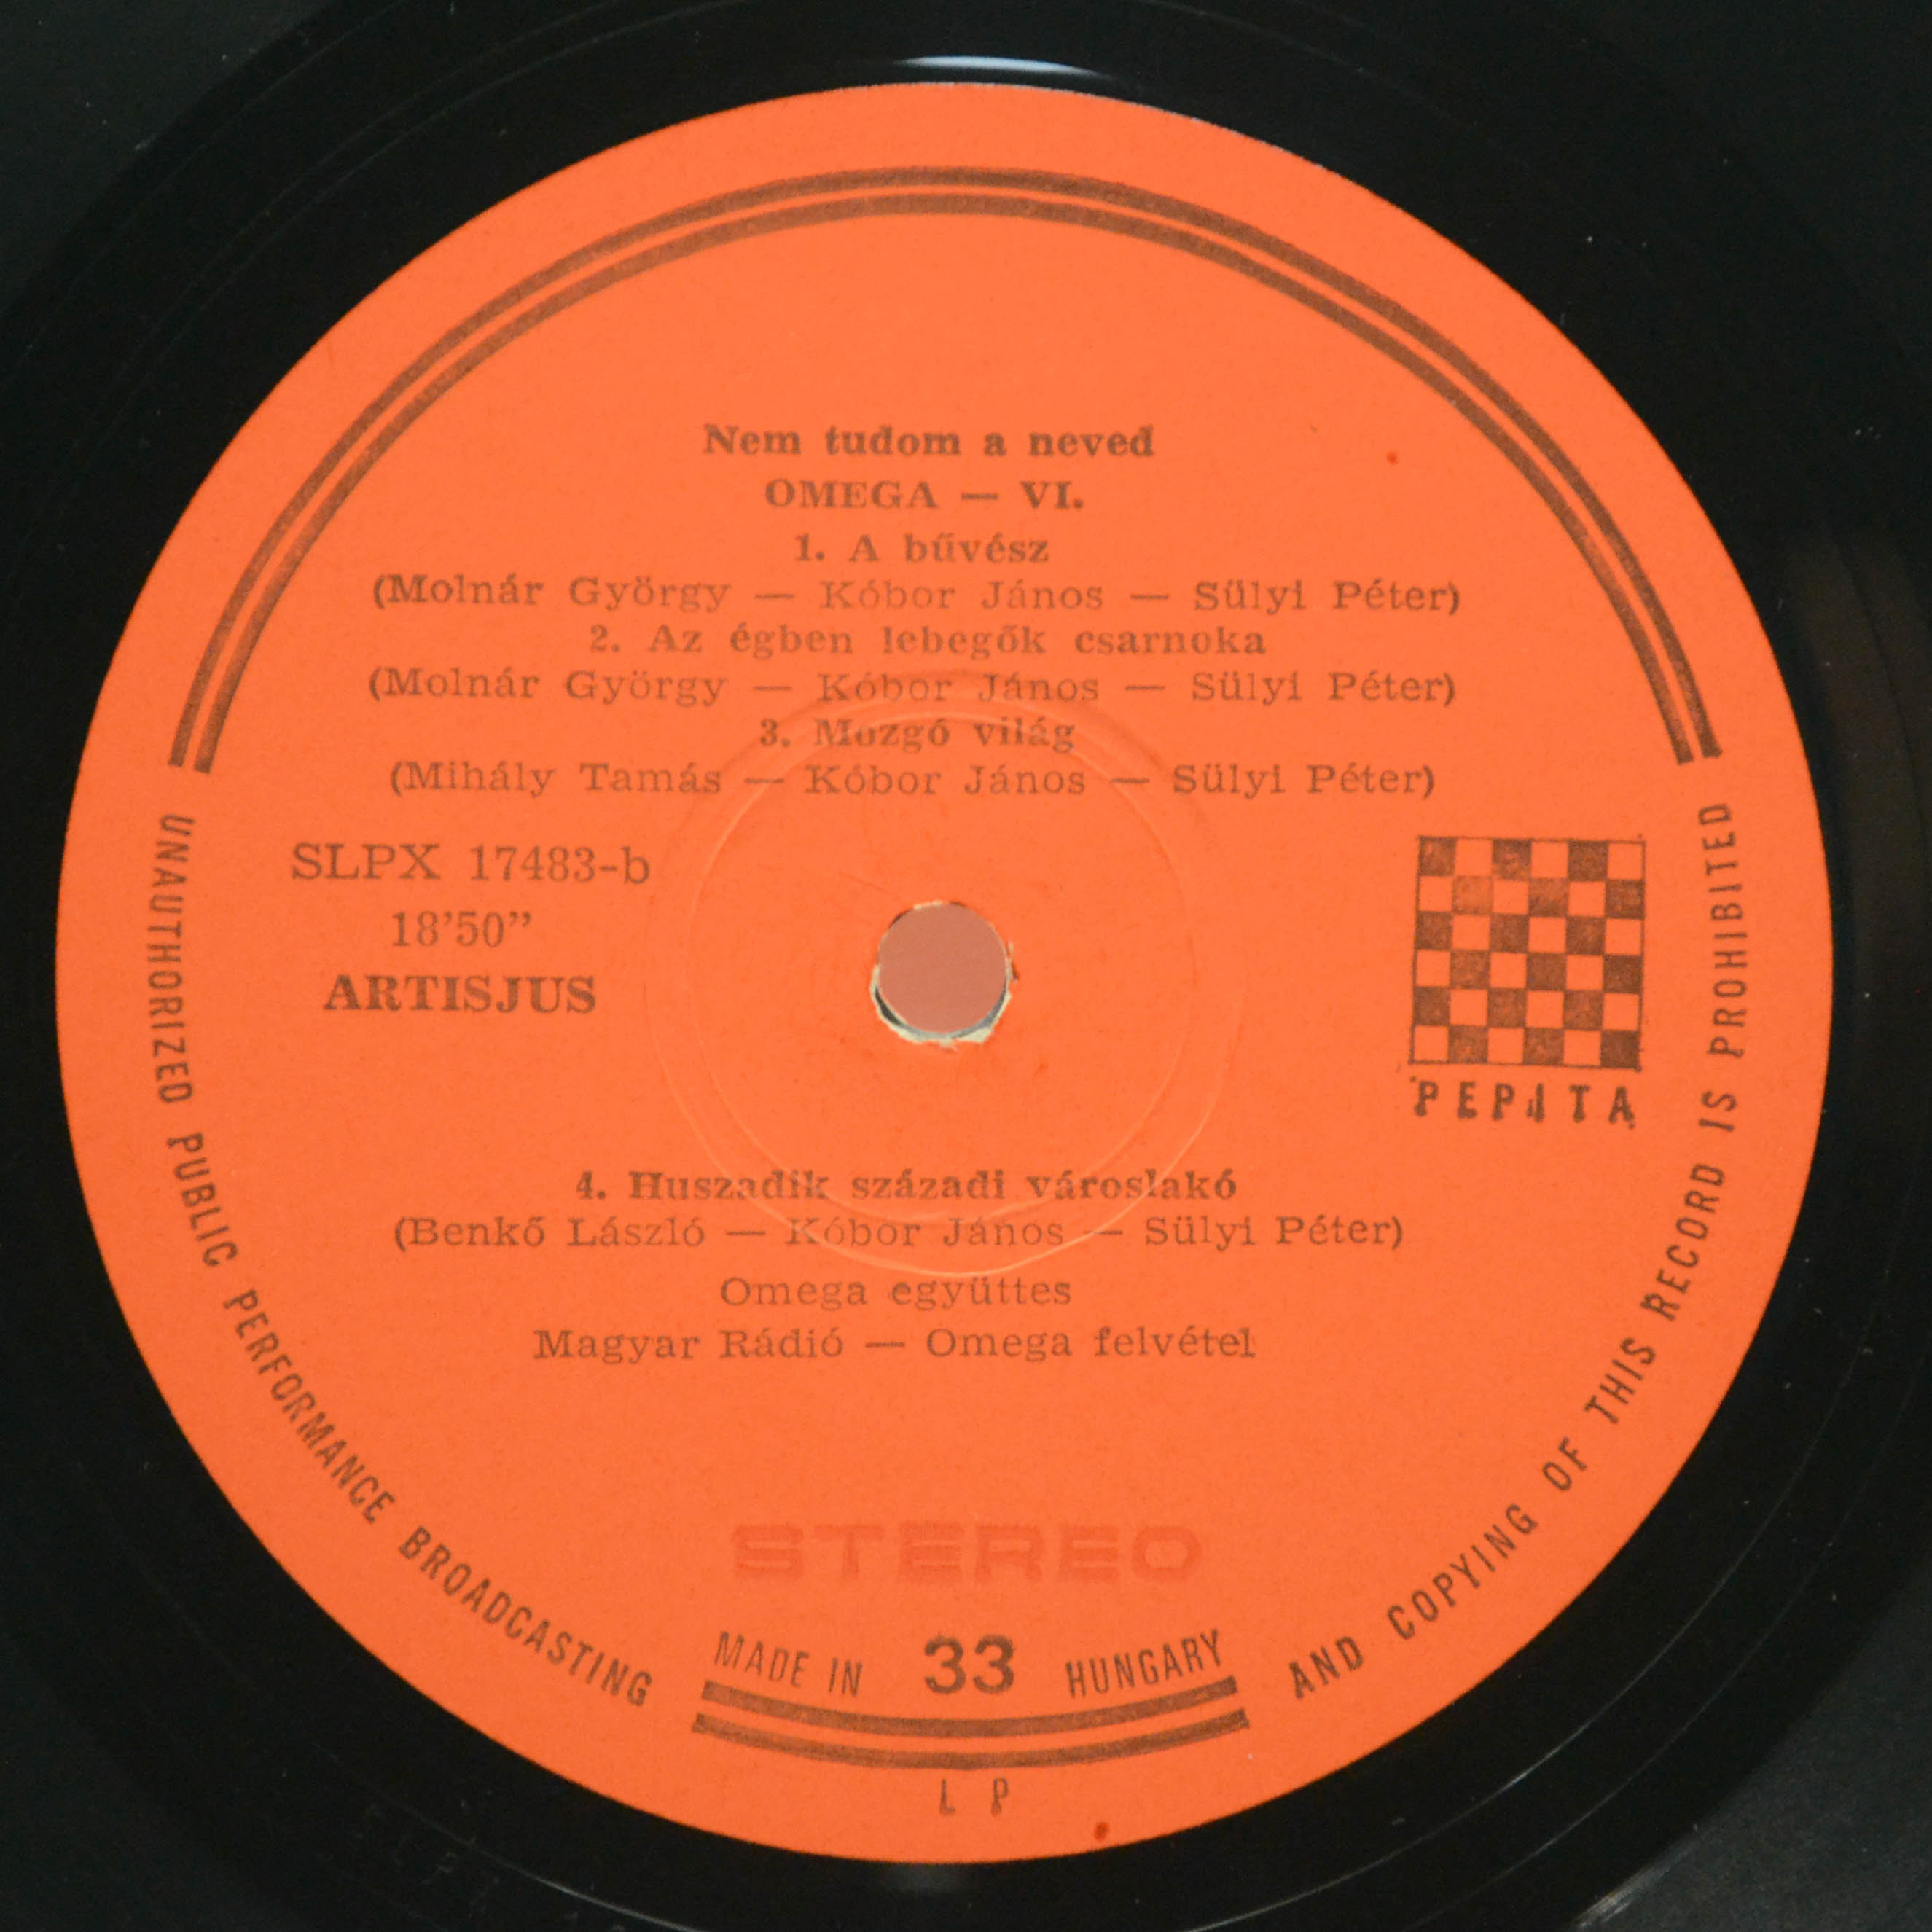 Nem tudom a neved
OMEGA — VI.
1. A bűvész
(Molnár György — Kóbor János — Sülyi Péter)
2. Az égben lebegők csarnoka
(Molnár György — Kóbor János — Sülyi Péter)
3. Mozgó világ
(Mihály Tamás — Kóbor János — Sülyi Péter)
SLPX 17483-b
18'50”
ARTISJUS
PEPITA
4. Huszadik századi városlakó
(Benkő László — Kóbor János — Sülyi Péter)
Omega együttes
Magyar Rádió — Omega felvétel
STEREO
MADE IN 33 HUNGARY
LP
UNAUTHORIZED PUBLIC PERFORMANCE BROADCASTING AND COPYING OF THIS RECORD IS PROHIBITED